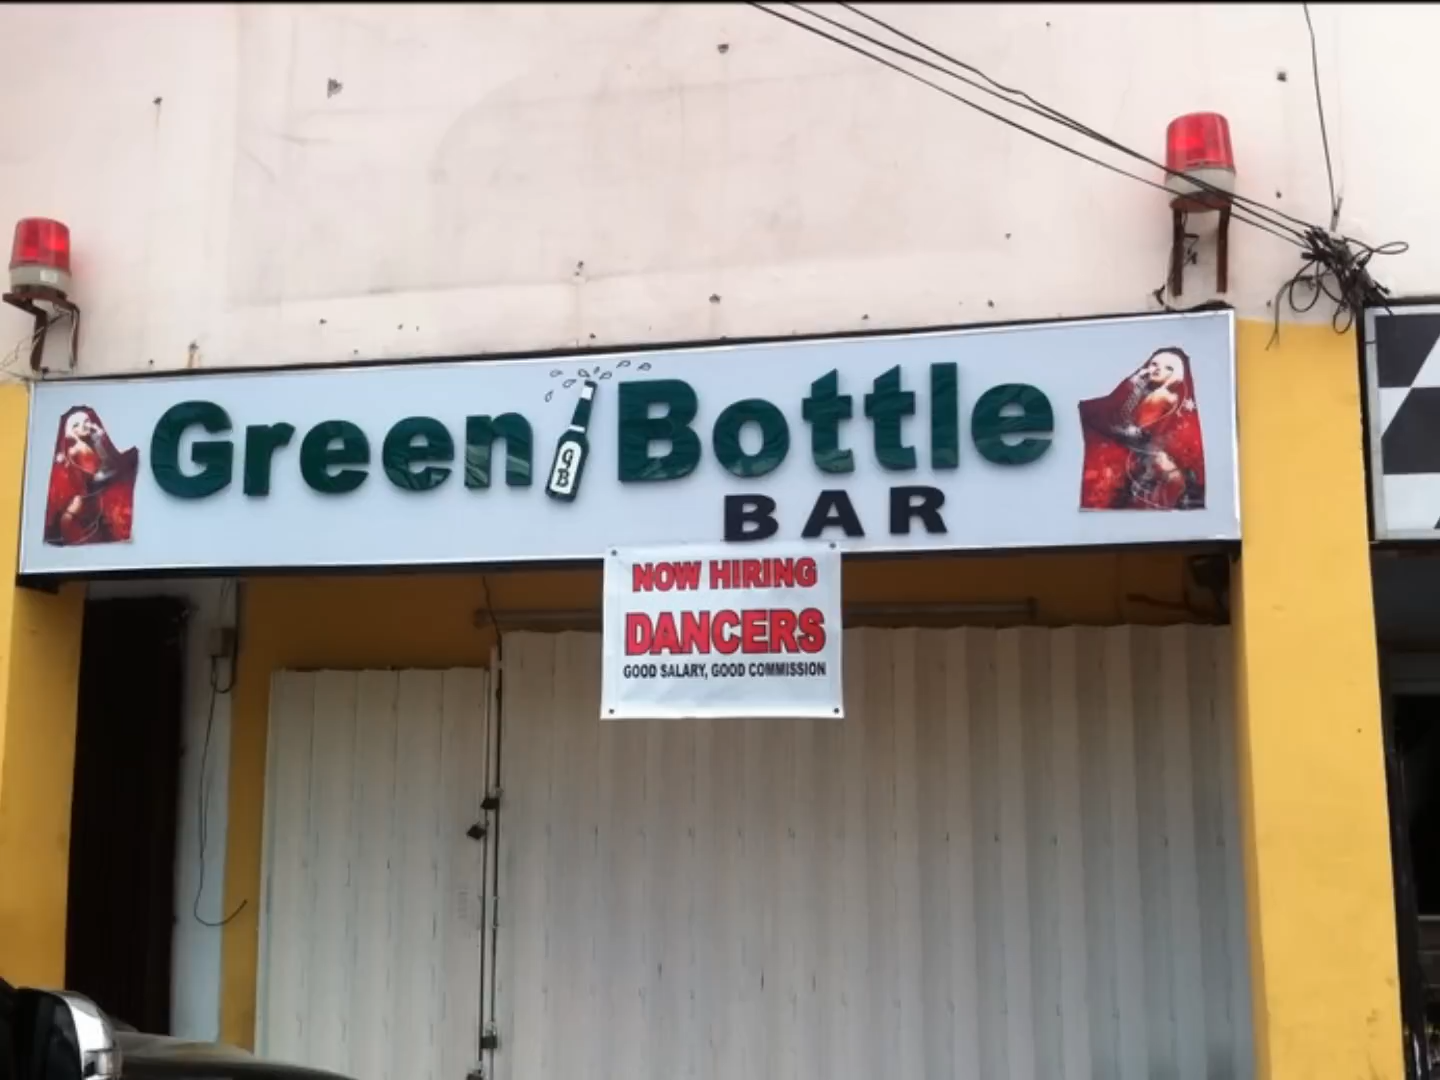 Green Bottle
GB
BAR
NOW HIRING
DANCERS
GOOD SALARY, GOOD COMMISSION